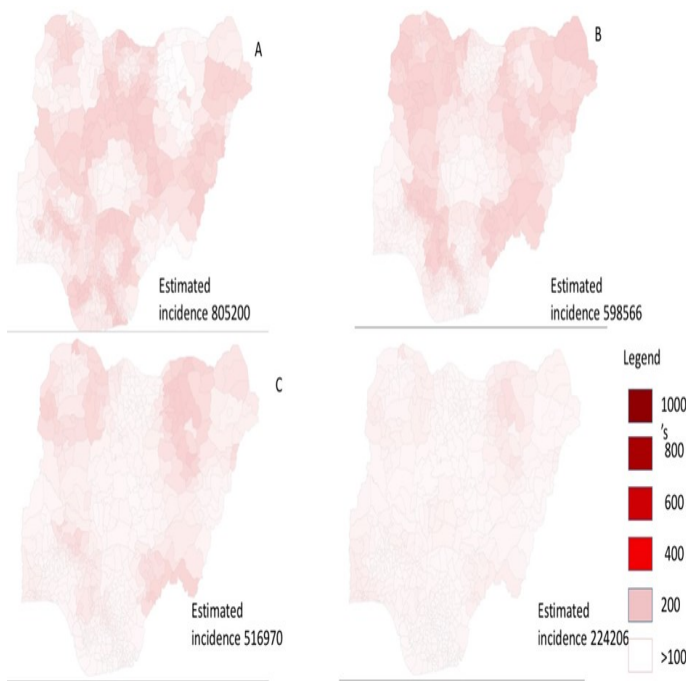 A
Estimated
incidence 805200
B
Estimated
incidence 598566
C
Estimated
incidence 516970
Estimated
incidence 224206
Legend
1000
's
800
600
400
200
>100